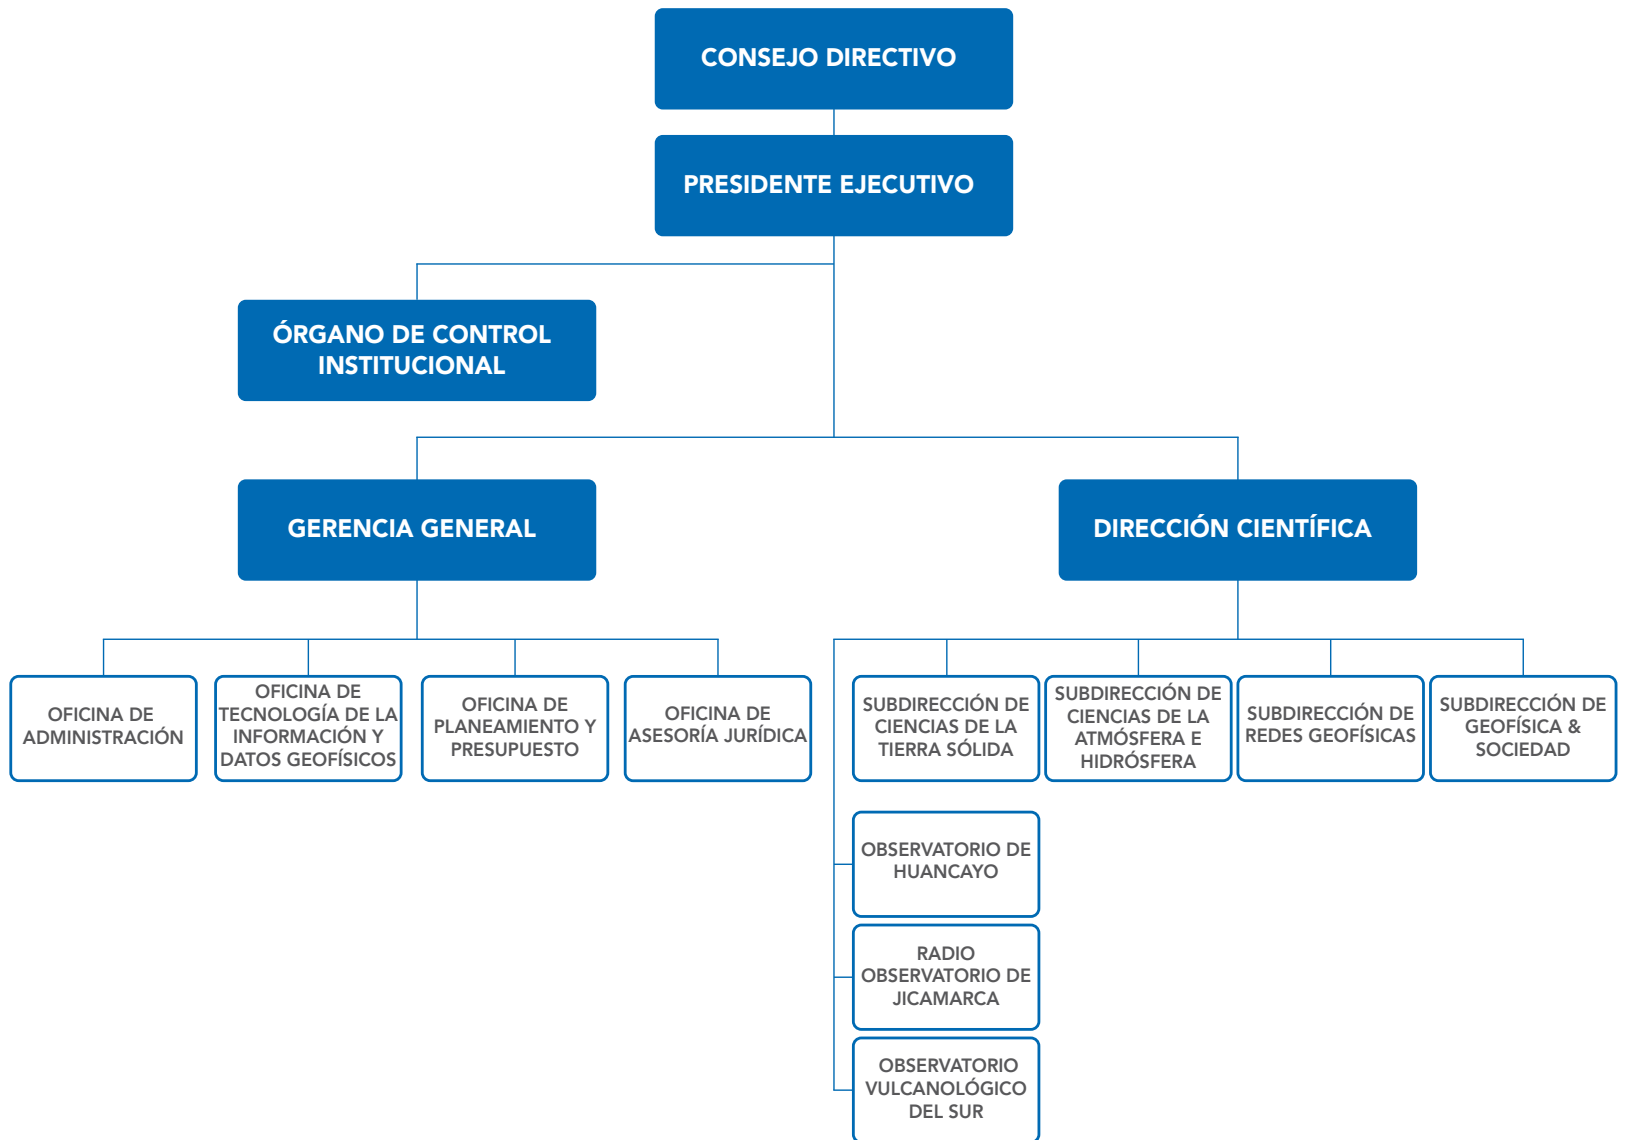 CONSEJO DIRECTIVO
PRESIDENTE EJECUTIVO
ÓRGANO DE CONTROL
INSTITUCIONAL
GERENCIA GENERAL
DIRECCIÓN CIENTÍFICA
OFICINA DE
ADMINISTRACIÓN
OFICINA DE
TECNOLOGÍA DE LA
INFORMACIÓN Y
DATOS GEOFÍSICOS
OFICINA DE
PLANEAMIENTO Y
PRESUPUESTO
OFICINA DE
ASESORÍA JURÍDICA
SUBDIRECCIÓN DE
CIENCIAS DE LA
TIERRA SÓLIDA
SUBDIRECCIÓN DE
CIENCIAS DE LA
ATMÓSFERA E
HIDRÓSFERA
SUBDIRECCIÓN DE
REDES GEOFÍSICAS
SUBDIRECCIÓN DE
GEOFÍSICA &
SOCIEDAD
OBSERVATORIO DE
HUANCAYO
RADIO
OBSERVATORIO DE
JICAMARCA
OBSERVATORIO
VULCANOLÓGICO
DEL SUR